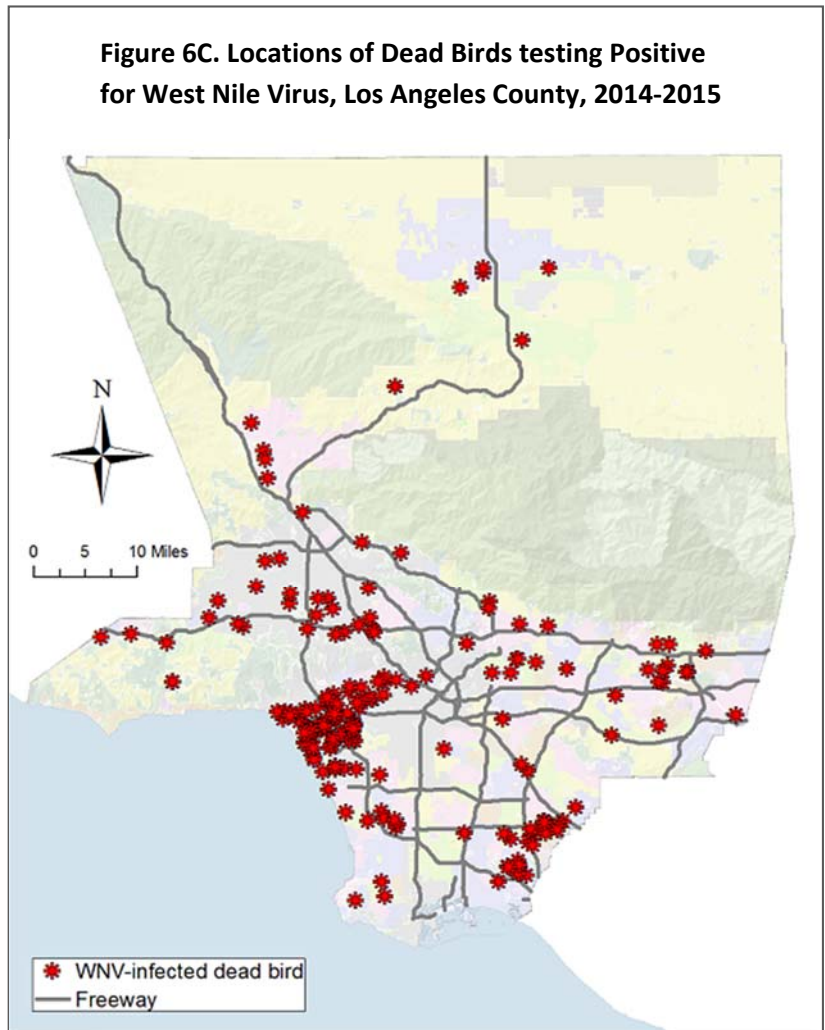 Figure 6C. Locations of Dead Birds testing Positive
for West Nile Virus, Los Angeles County, 2014-2015
N
0 5 10 Miles
WNV-infected dead bird
Freeway